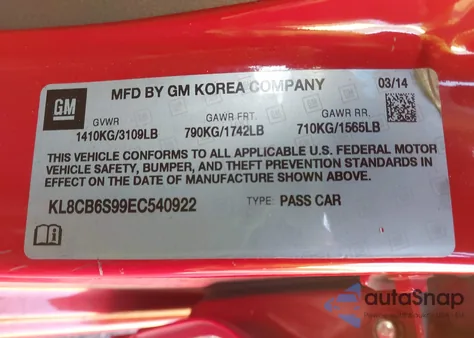 MFD BY GM KOREA COMPANY 03/14
GM
GVWR GAWR FRT. GAWR RR.
1410KG/3109LB 790KG/1742LB 710KG/1565LB
THIS VEHICLE CONFORMS TO ALL APPLICABLE U.S. FEDERAL MOTOR
VEHICLE SAFETY, BUMPER, AND THEFT PREVENTION STANDARDS IN
EFFECT ON THE DATE OF MANUFACTURE SHOWN ABOVE.
KL8CB6S99EC540922 TYPE: PASS CAR
autoSnap